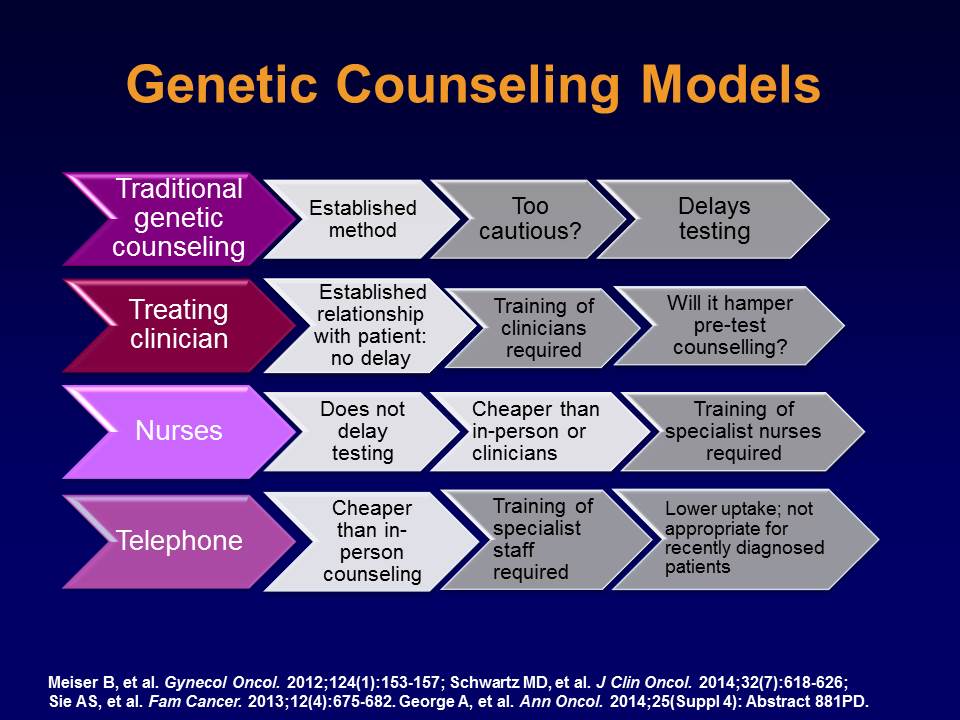 Genetic Counseling Models
Traditional
genetic
counseling
Established
method
Too
cautious?
Delays
testing
Treating
clinician
Established
relationship
with patient:
no delay
Training of
clinicians
required
Will it hamper
pre-test
counselling?
Nurses
Does not
delay
testing
Cheaper than
in-person or
clinicians
Training of
specialist nurses
required
Telephone
Cheaper
than in-
person
counseling
Training of
specialist
staff
required
Lower uptake; not
appropriate for
recently diagnosed
patients
Meiser B, et al. Gynecol Oncol. 2012;124(1):153-157; Schwartz MD, et al. J Clin Oncol. 2014;32(7):618-626;
Sie AS, et al. Fam Cancer. 2013;12(4):675-682. George A, et al. Ann Oncol. 2014;25(Suppl 4): Abstract 881PD.